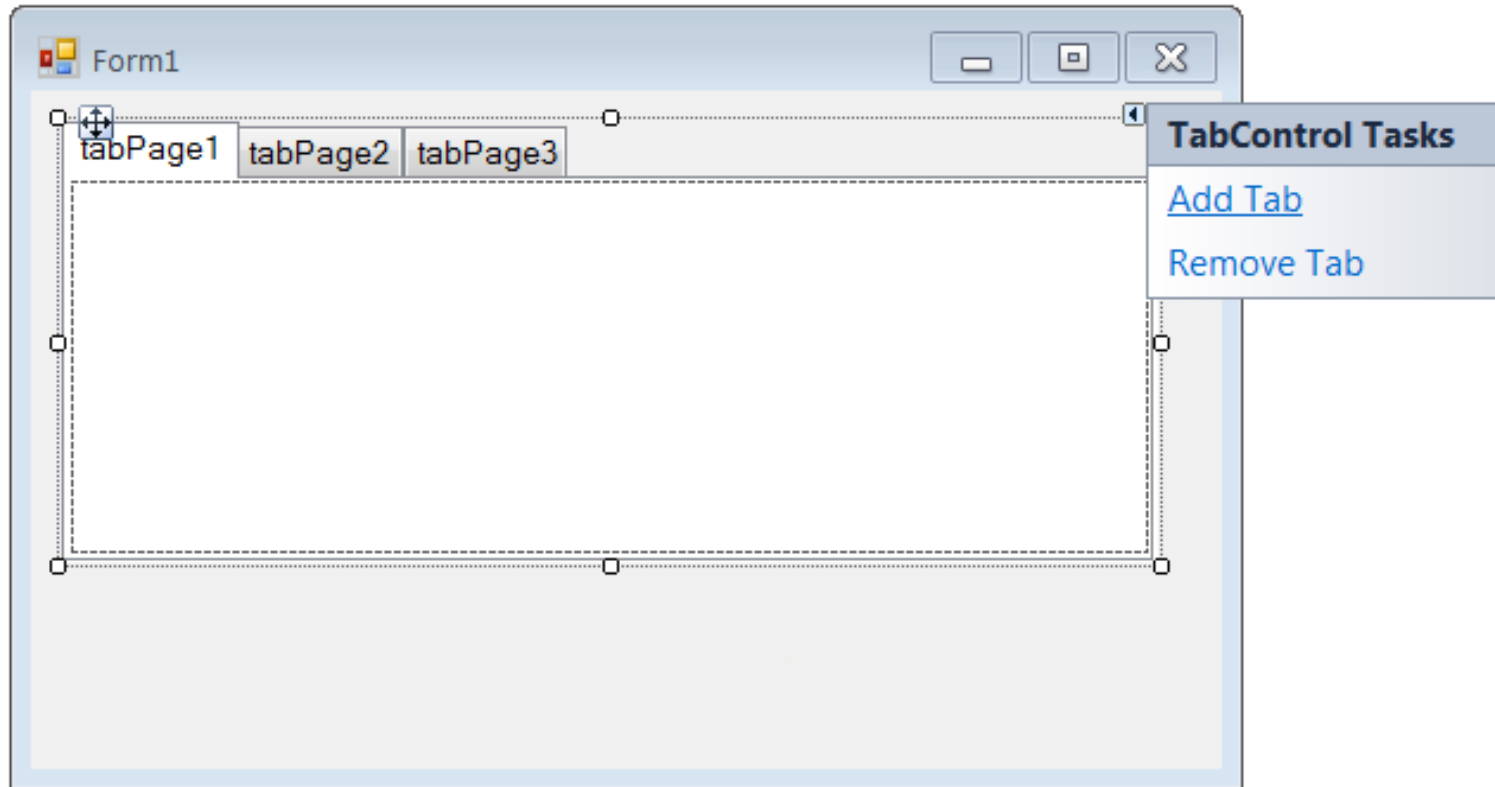 Form1
tabPage1 tabPage2 tabPage3
TabControl Tasks
Add Tab
Remove Tab